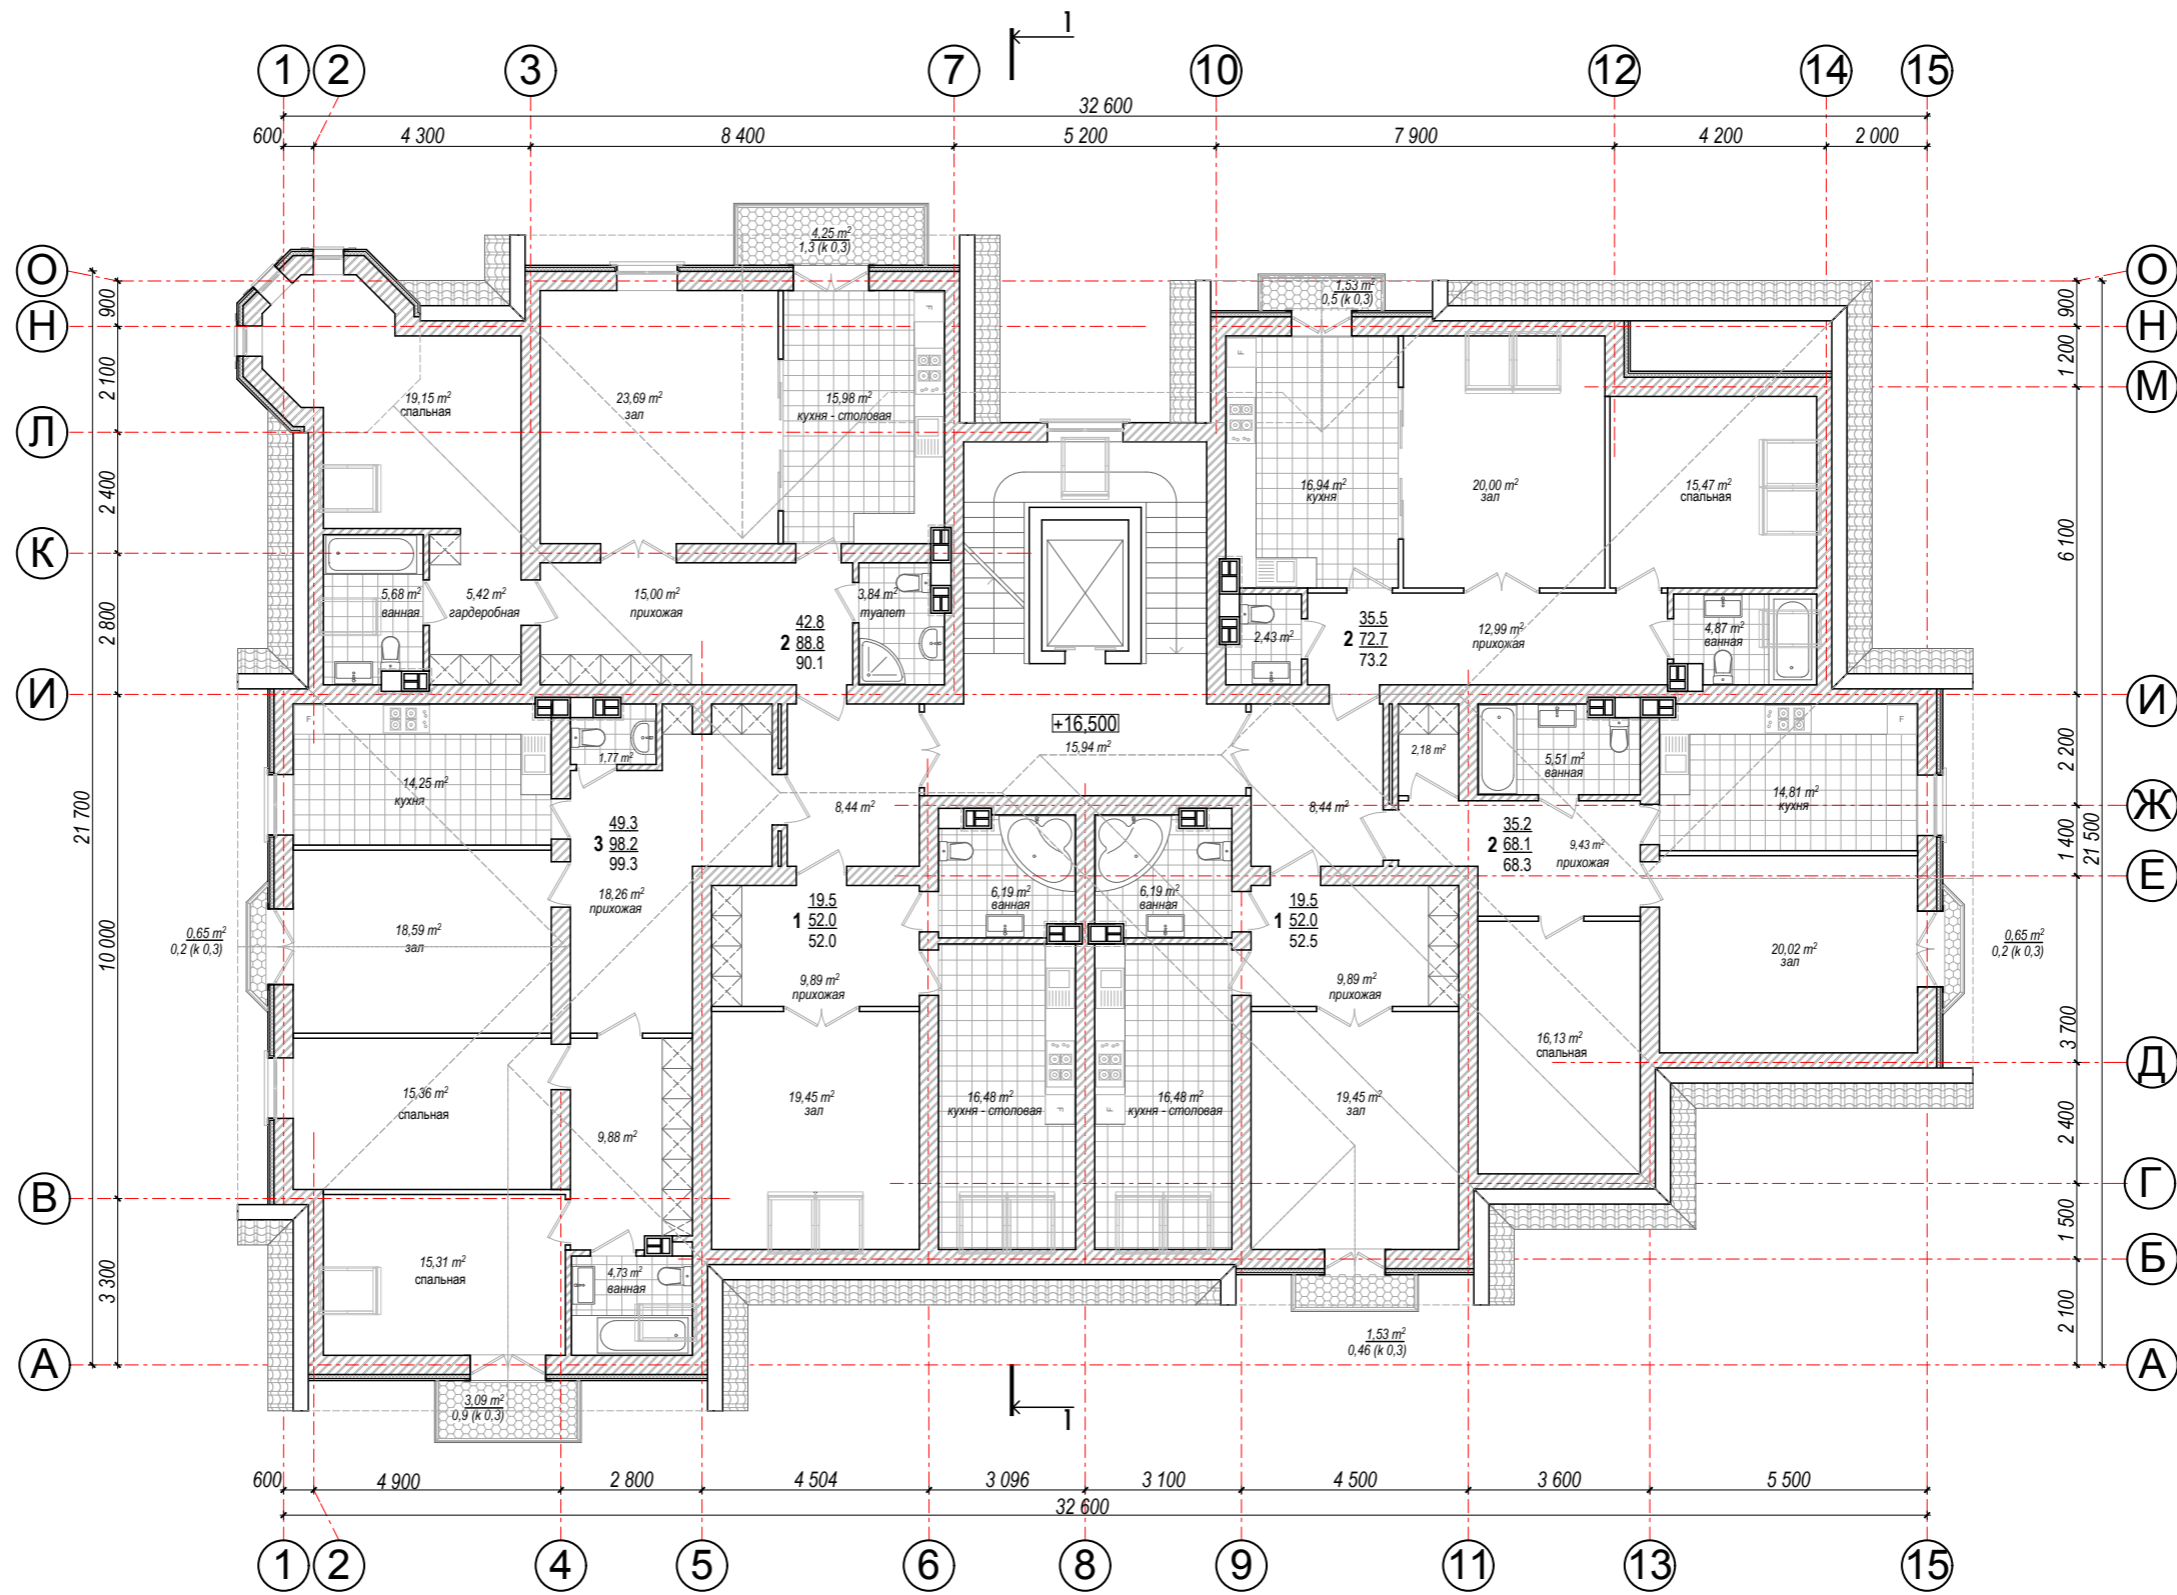 1
1 2 3 7 10 12 14 15
32 600
600 4 300 8 400 5 200 7 900 4 200 2 000
О Н Л К И В А
900
2 100
2 400
2 800
10 000
3 300
21 700
О Н М И Ж Е Д Г Б А
900
1 200
6 100
2 200
1 400
3 700
2 400
1 500
2 100
21 500
4,25 m²
1,3 (k 0,3)
1,53 m²
0,5 (k 0,3)
19,15 m²
спальная
23,69 m²
зал
15,98 m²
кухня - столовая
F
F
16,94 m²
кухня
20,00 m²
зал
15,47 m²
спальная
5,68 m²
ванная
5,42 m²
гардеробная
15,00 m²
прихожая
3,84 m²
туалет
42.8
2 88.8
90.1
2,43 m²
35.5
2 72.7
73.2
12,99 m²
прихожая
4,87 m²
ванная
+16,500
15,94 m²
F
14,25 m²
кухня
1,77 m²
49.3
3 98.2
99.3
18,26 m²
прихожая
8,44 m²
8,44 m²
2,18 m²
5,51 m²
ванная
F
14,81 m²
кухня
35.2
2 68.1
68.3
9,43 m²
прихожая
0,65 m²
0,2 (k 0,3)
18,59 m²
зал
19.5
1 52.0
52.0
6,19 m²
ванная
6,19 m²
ванная
19.5
1 52.0
52.5
20,02 m²
зал
0,65 m²
0,2 (k 0,3)
9,89 m²
прихожая
9,89 m²
прихожая
15,36 m²
спальная
9,88 m²
19,45 m²
зал
16,48 m²
кухня - столовая
F
16,48 m²
кухня - столовая
F
19,45 m²
зал
16,13 m²
спальная
15,31 m²
спальная
4,73 m²
ванная
1,53 m²
0,46 (k 0,3)
3,09 m²
0,9 (k 0,3)
1
600 4 900 2 800 4 504 3 096 3 100 4 500 3 600 5 500
32 600
1 2 4 5 6 8 9 11 13 15